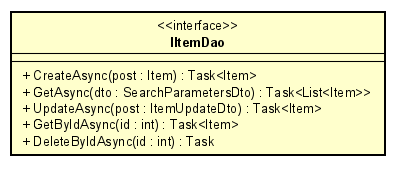 <<interface>>
IItemDao
+ CreateAsync(post : Item) : Task<Item>
+ GetAsync(dto : SearchParametersDto) : Task<List<Item>>
+ UpdateAsync(post : ItemUpdateDto) : Task<Item>
+ GetByIdAsync(id : int) : Task<Item>
+ DeleteByIdAsync(id : int) : Task